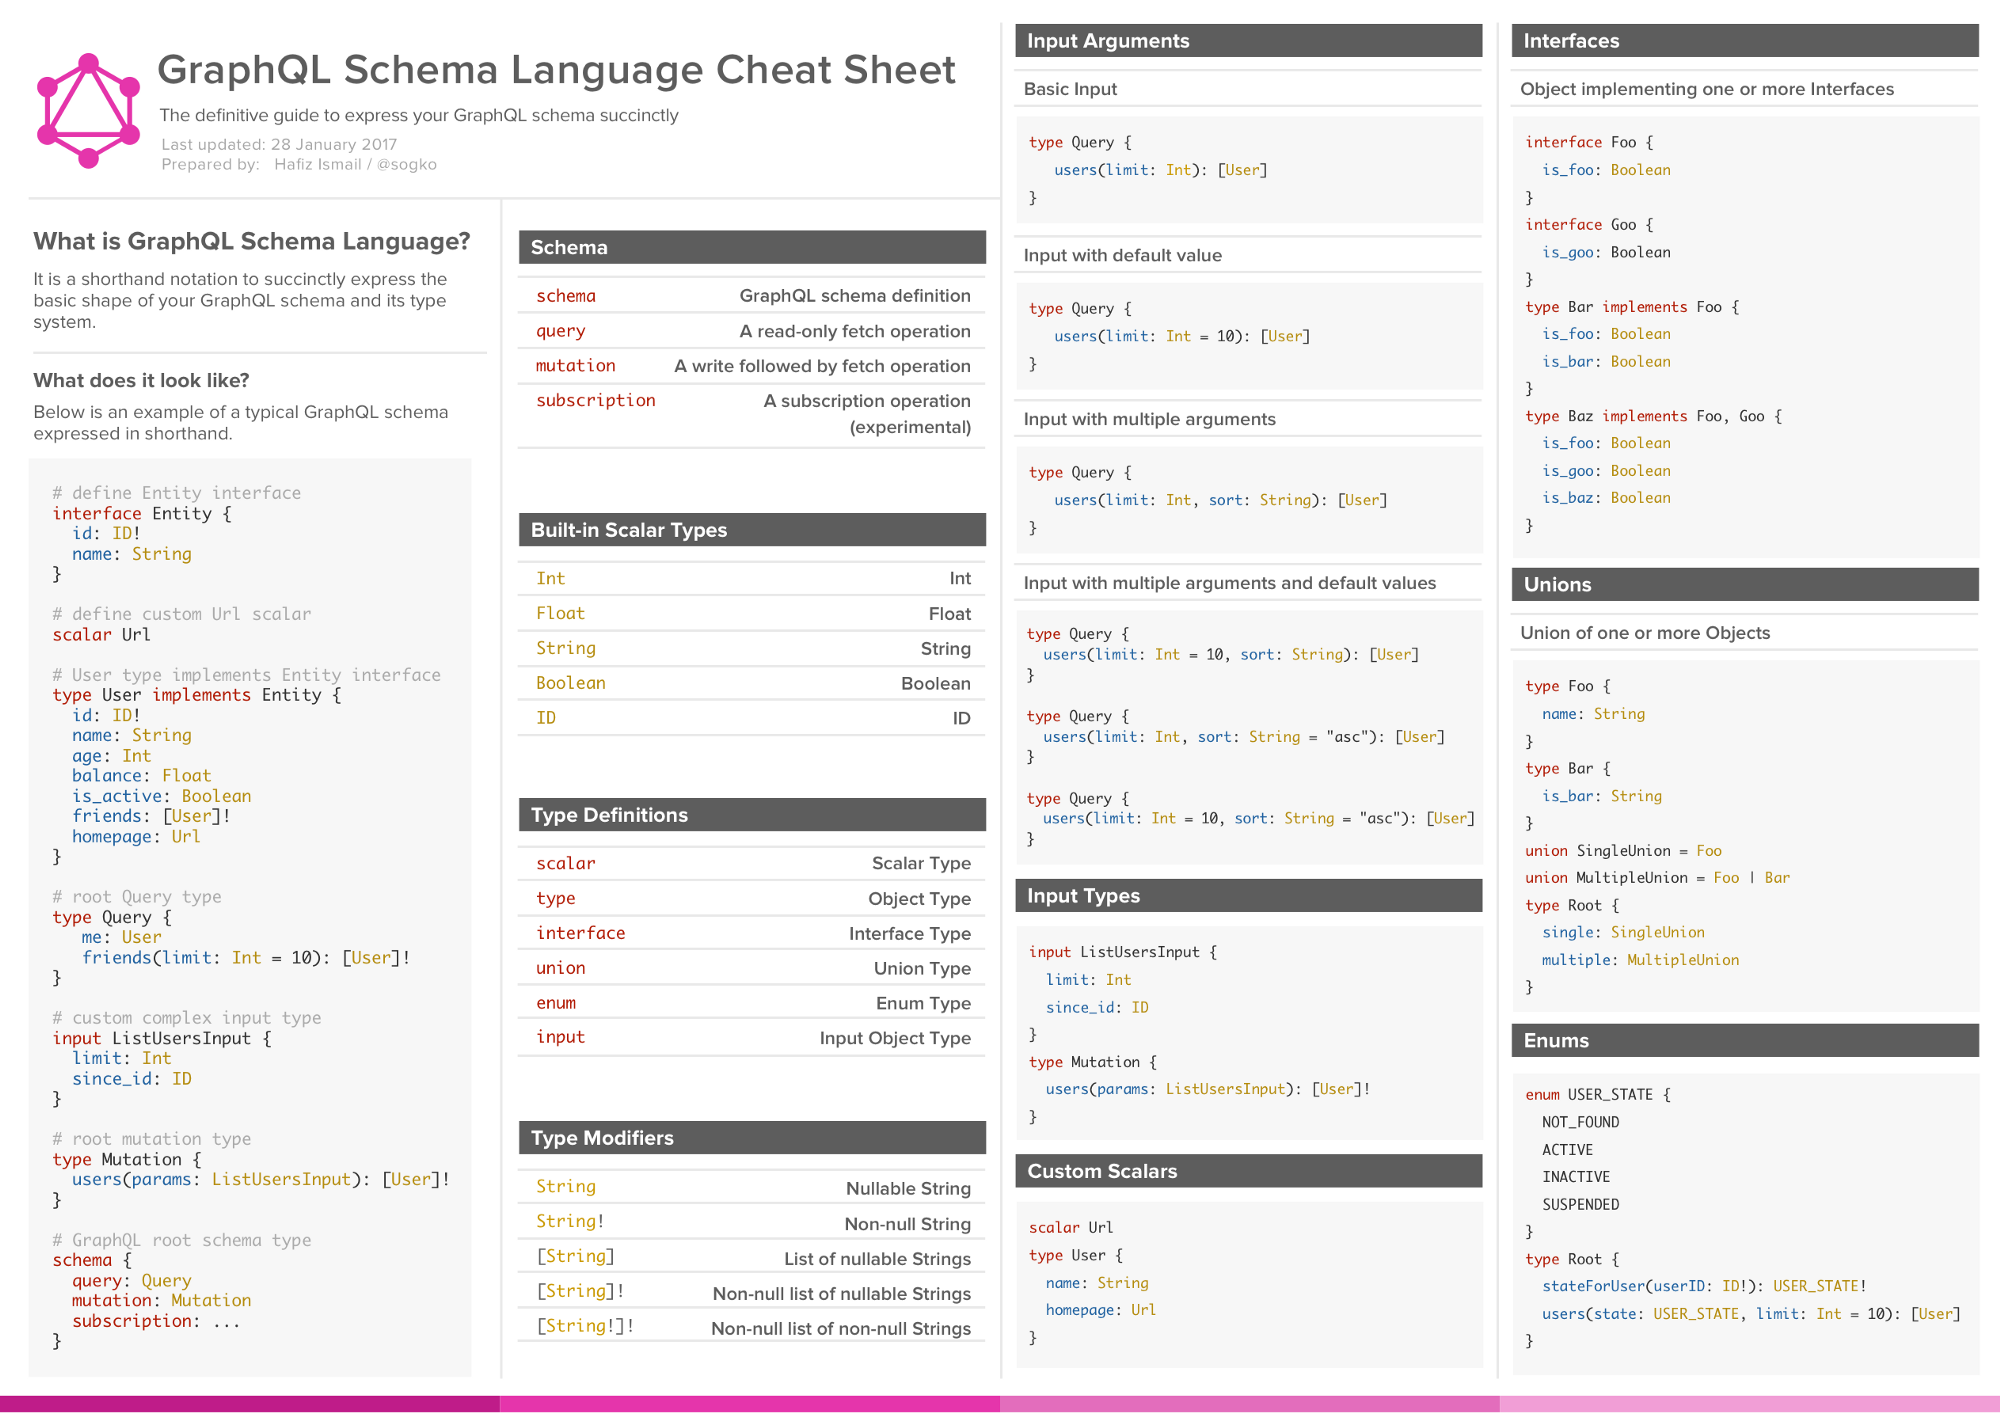 GraphQL Schema Language Cheat Sheet
The definitive guide to express your GraphQL schema succinctly
Last updated: 28 January 2017
Prepared by: Hafiz Ismail / @sogko
What is GraphQL Schema Language?
It is a shorthand notation to succinctly express the
basic shape of your GraphQL schema and its type
system.
What does it look like?
Below is an example of a typical GraphQL schema
expressed in shorthand.
# define Entity interface
interface Entity {
  id: ID!
  name: String
}
# define custom Url scalar
scalar Url
# User type implements Entity interface
type User implements Entity {
  id: ID!
  name: String
  age: Int
  balance: Float
  is_active: Boolean
  friends: [User]!
  homepage: Url
}
# root Query type
type Query {
   me: User
   friends(limit: Int = 10): [User]!
}
# custom complex input type
input ListUsersInput {
  limit: Int
  since_id: ID
}
# root mutation type
type Mutation {
  users(params: ListUsersInput): [User]!
}
# GraphQL root schema type
schema {
  query: Query
  mutation: Mutation
  subscription: ...
}
Schema
schema GraphQL schema definition
query A read-only fetch operation
mutation A write followed by fetch operation
subscription A subscription operation
(experimental)
Built-in Scalar Types
Int Int
Float Float
String String
Boolean Boolean
ID ID
Type Definitions
scalar Scalar Type
type Object Type
interface Interface Type
union Union Type
enum Enum Type
input Input Object Type
Type Modifiers
String Nullable String
String! Non-null String
[String] List of nullable Strings
[String]! Non-null list of nullable Strings
[String!]! Non-null list of non-null Strings
Input Arguments
Basic Input
type Query {
   users(limit: Int): [User]
}
Input with default value
type Query {
   users(limit: Int = 10): [User]
}
Input with multiple arguments
type Query {
   users(limit: Int, sort: String): [User]
}
Input with multiple arguments and default values
type Query {
  users(limit: Int = 10, sort: String): [User]
}
type Query {
  users(limit: Int, sort: String = "asc"): [User]
}
type Query {
  users(limit: Int = 10, sort: String = "asc"): [User]
}
Input Types
input ListUsersInput {
  limit: Int
  since_id: ID
}
type Mutation {
  users(params: ListUsersInput): [User]!
}
Custom Scalars
scalar Url
type User {
  name: String
  homepage: Url
}
Interfaces
Object implementing one or more Interfaces
interface Foo {
  is_foo: Boolean
}
interface Goo {
  is_goo: Boolean
}
type Bar implements Foo {
  is_foo: Boolean
  is_bar: Boolean
}
type Baz implements Foo, Goo {
  is_foo: Boolean
  is_goo: Boolean
  is_baz: Boolean
}
Unions
Union of one or more Objects
type Foo {
  name: String
}
type Bar {
  is_bar: String
}
union SingleUnion = Foo
union MultipleUnion = Foo | Bar
type Root {
  single: SingleUnion
  multiple: MultipleUnion
}
Enums
enum USER_STATE {
  NOT_FOUND
  ACTIVE
  INACTIVE
  SUSPENDED
}
type Root {
  stateForUser(userID: ID!): USER_STATE!
  users(state: USER_STATE, limit: Int = 10): [User]
}